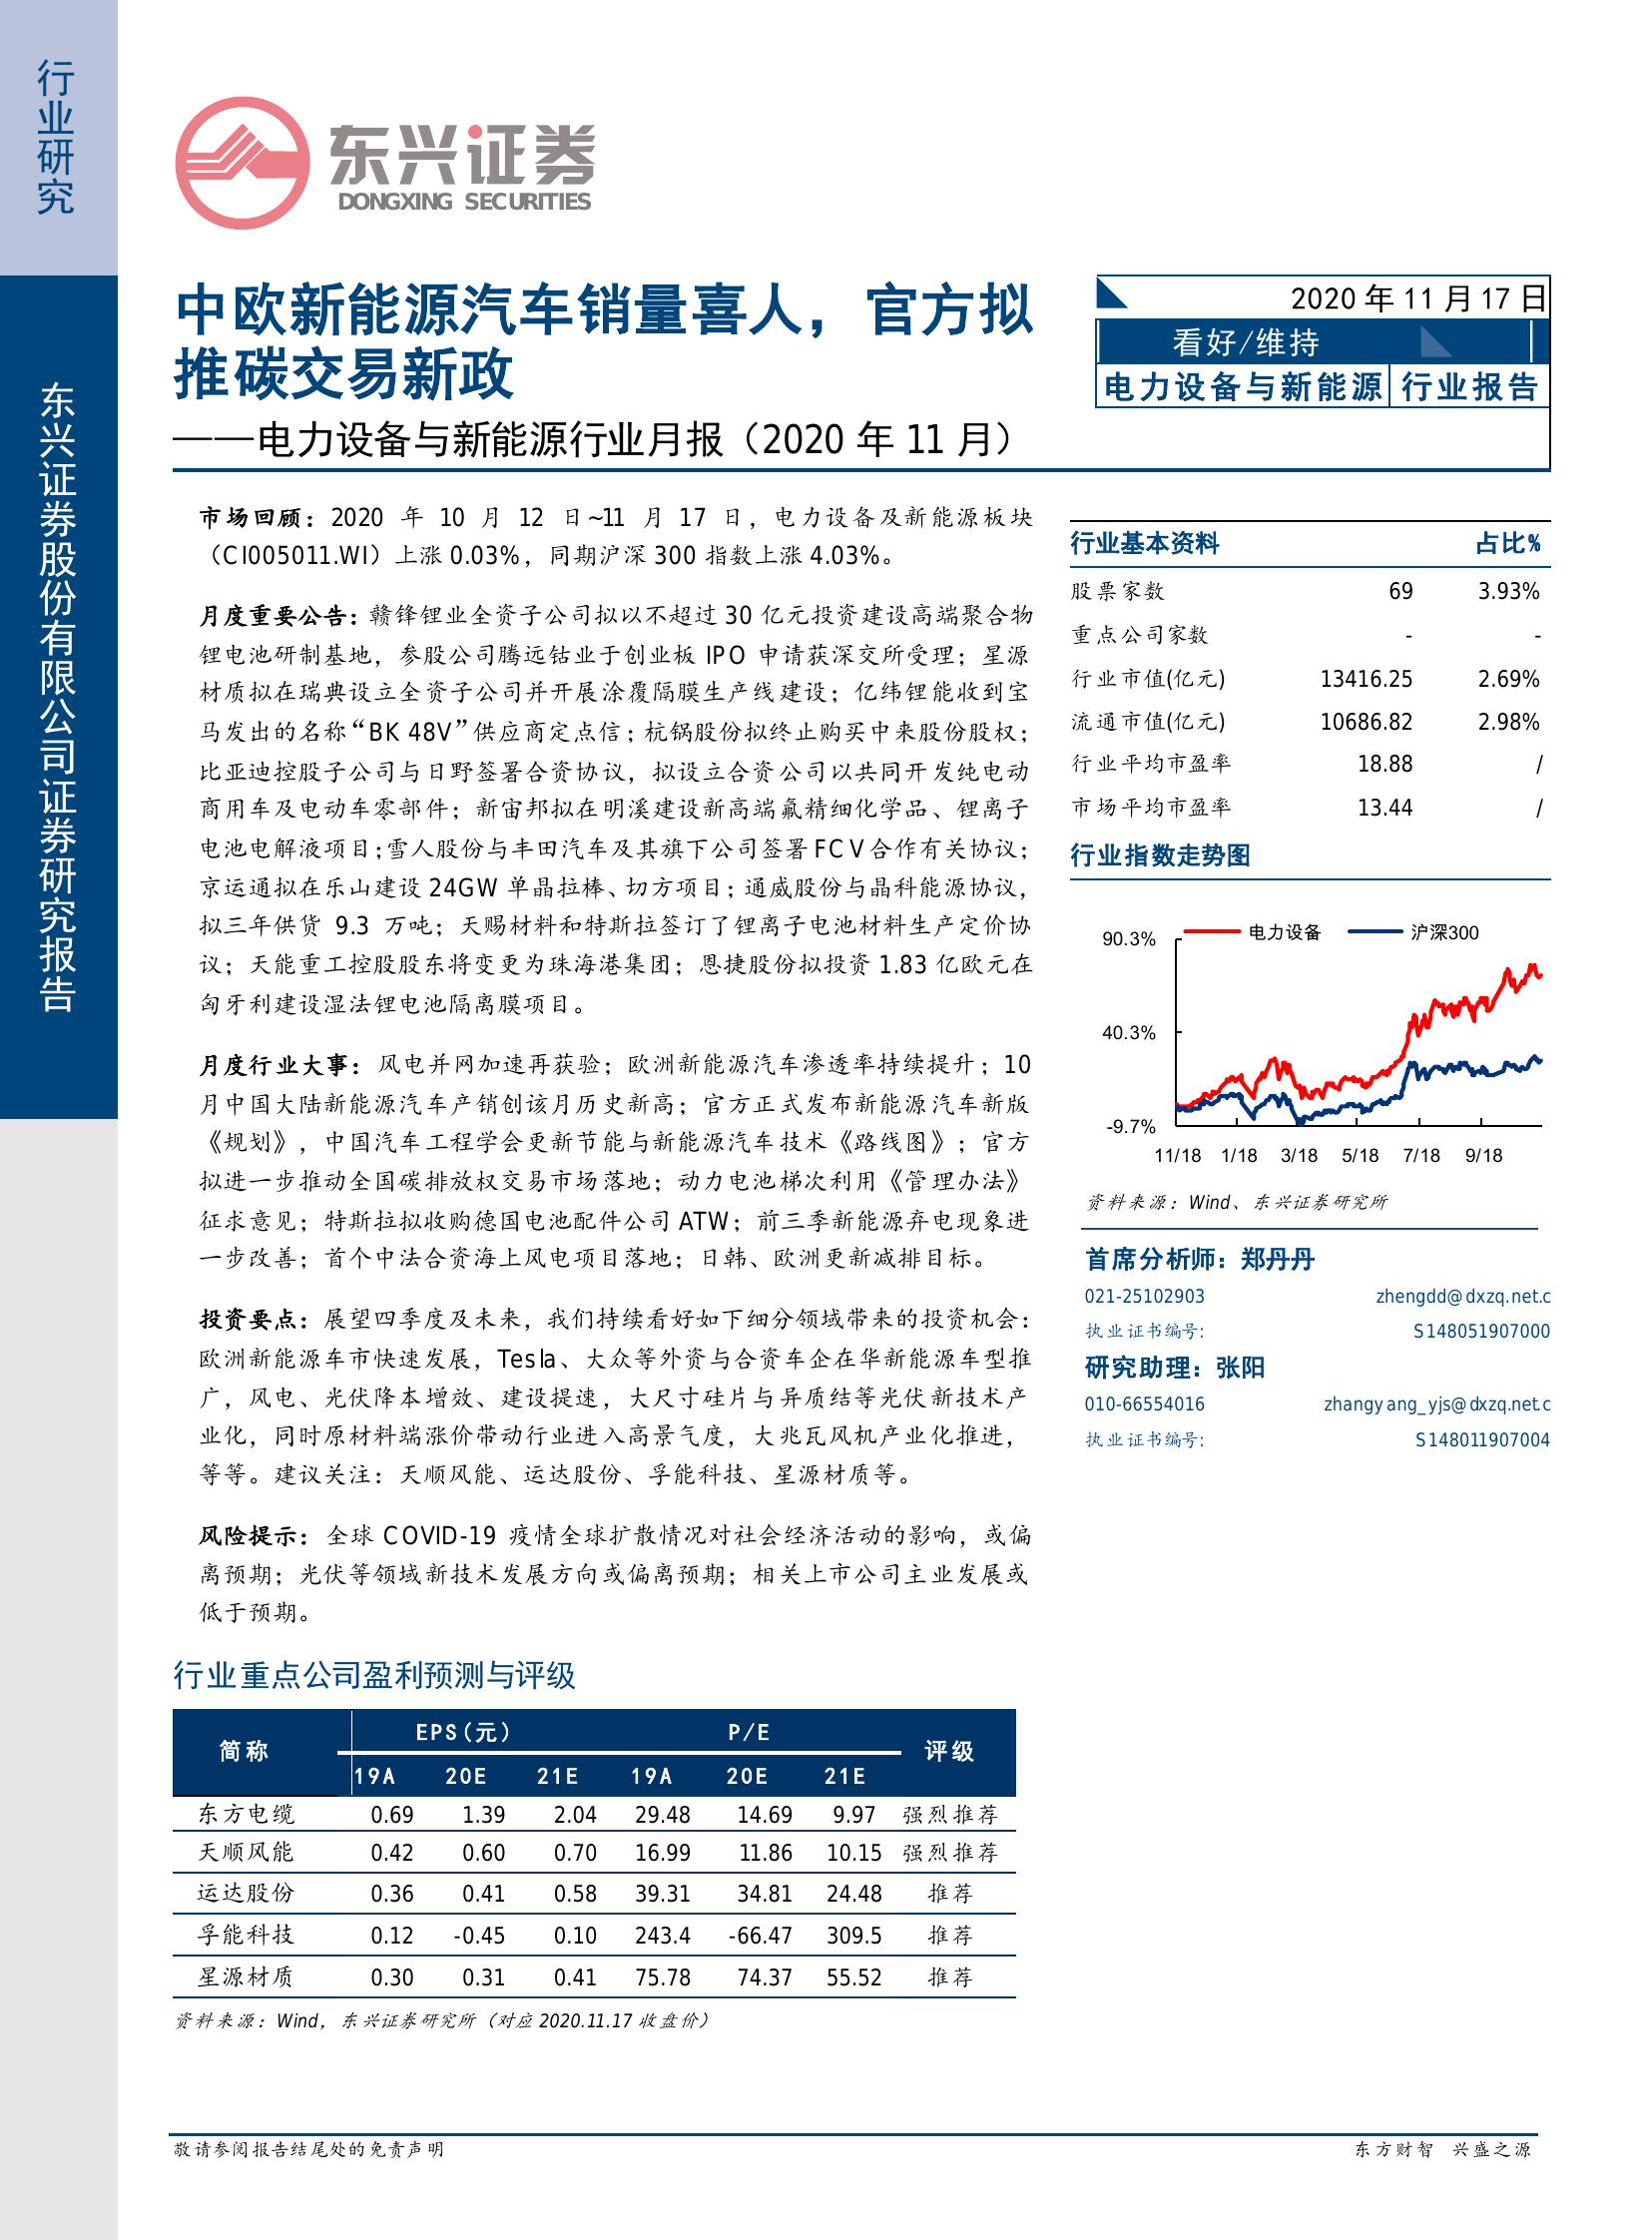 行业研究
东兴证券股份有限公司证券研究报告
东兴证券
DONGXING SECURITIES
中欧新能源汽车销量喜人，官方拟
推碳交易新政
——电力设备与新能源行业月报（2020 年 11 月）
2020 年 11 月 17 日
看好/维持
电力设备与新能源 行业报告
市场回顾：2020 年 10 月 12 日~11 月 17 日，电力设备及新能源板块
（CI005011.WI）上涨 0.03%，同期沪深 300 指数上涨 4.03%。
月度重要公告：赣锋锂业全资子公司拟以不超过 30 亿元投资建设高端聚合物
锂电池研制基地，参股公司腾远钴业于创业板 IPO 申请获深交所受理；星源
材质拟在瑞典设立全资子公司并开展涂覆隔膜生产线建设；亿纬锂能收到宝
马发出的名称“BK 48V”供应商定点信；杭锅股份拟终止购买中来股份股权；
比亚迪控股子公司与日野签署合资协议，拟设立合资公司以共同开发纯电动
商用车及电动车零部件；新宙邦拟在明溪建设新高端氟精细化学品、锂离子
电池电解液项目；雪人股份与丰田汽车及其旗下公司签署 FCV 合作有关协议；
京运通拟在乐山建设 24GW 单晶拉棒、切方项目；通威股份与晶科能源协议，
拟三年供货 9.3 万吨；天赐材料和特斯拉签订了锂离子电池材料生产定价协
议；天能重工控股股东将变更为珠海港集团；恩捷股份拟投资 1.83 亿欧元在
匈牙利建设湿法锂电池隔离膜项目。
月度行业大事：风电并网加速再获验；欧洲新能源汽车渗透率持续提升；10
月中国大陆新能源汽车产销创该月历史新高；官方正式发布新能源汽车新版
《规划》，中国汽车工程学会更新节能与新能源汽车技术《路线图》；官方
拟进一步推动全国碳排放权交易市场落地；动力电池梯次利用《管理办法》
征求意见；特斯拉拟收购德国电池配件公司 ATW；前三季新能源弃电现象进
一步改善；首个中法合资海上风电项目落地；日韩、欧洲更新减排目标。
投资要点：展望四季度及未来，我们持续看好如下细分领域带来的投资机会：
欧洲新能源车市快速发展，Tesla、大众等外资与合资车企在华新能源车型推
广，风电、光伏降本增效、建设提速，大尺寸硅片与异质结等光伏新技术产
业化，同时原材料端涨价带动行业进入高景气度，大兆瓦风机产业化推进，
等等。建议关注：天顺风能、运达股份、孚能科技、星源材质等。
风险提示：全球 COVID-19 疫情全球扩散情况对社会经济活动的影响，或偏
离预期；光伏等领域新技术发展方向或偏离预期；相关上市公司主业发展或
低于预期。
行业重点公司盈利预测与评级
简称 EPS(元) P/E 评级
19A 20E 21E 19A 20E 21E
东方电缆 0.69 1.39 2.04 29.48 14.69 9.97 强烈推荐
天顺风能 0.42 0.60 0.70 16.99 11.86 10.15 强烈推荐
运达股份 0.36 0.41 0.58 39.31 34.81 24.48 推荐
孚能科技 0.12 -0.45 0.10 243.4 -66.47 309.5 推荐
星源材质 0.30 0.31 0.41 75.78 74.37 55.52 推荐
资料来源：Wind，东兴证券研究所（对应 2020.11.17 收盘价）
行业基本资料 占比%
股票家数 69 3.93%
重点公司家数 - -
行业市值(亿元) 13416.25 2.69%
流通市值(亿元) 10686.82 2.98%
行业平均市盈率 18.88 /
市场平均市盈率 13.44 /
行业指数走势图
电力设备 沪深300
90.3%
40.3%
-9.7%
11/18 1/18 3/18 5/18 7/18 9/18
资料来源：Wind、东兴证券研究所
首席分析师：郑丹丹
021-25102903 zhengdd@dxzq.net.c
执业证书编号: S148051907000
研究助理：张阳
010-66554016 zhangyang_yjs@dxzq.net.c
执业证书编号: S148011907004
敬请参阅报告结尾处的免责声明 东方财智 兴盛之源